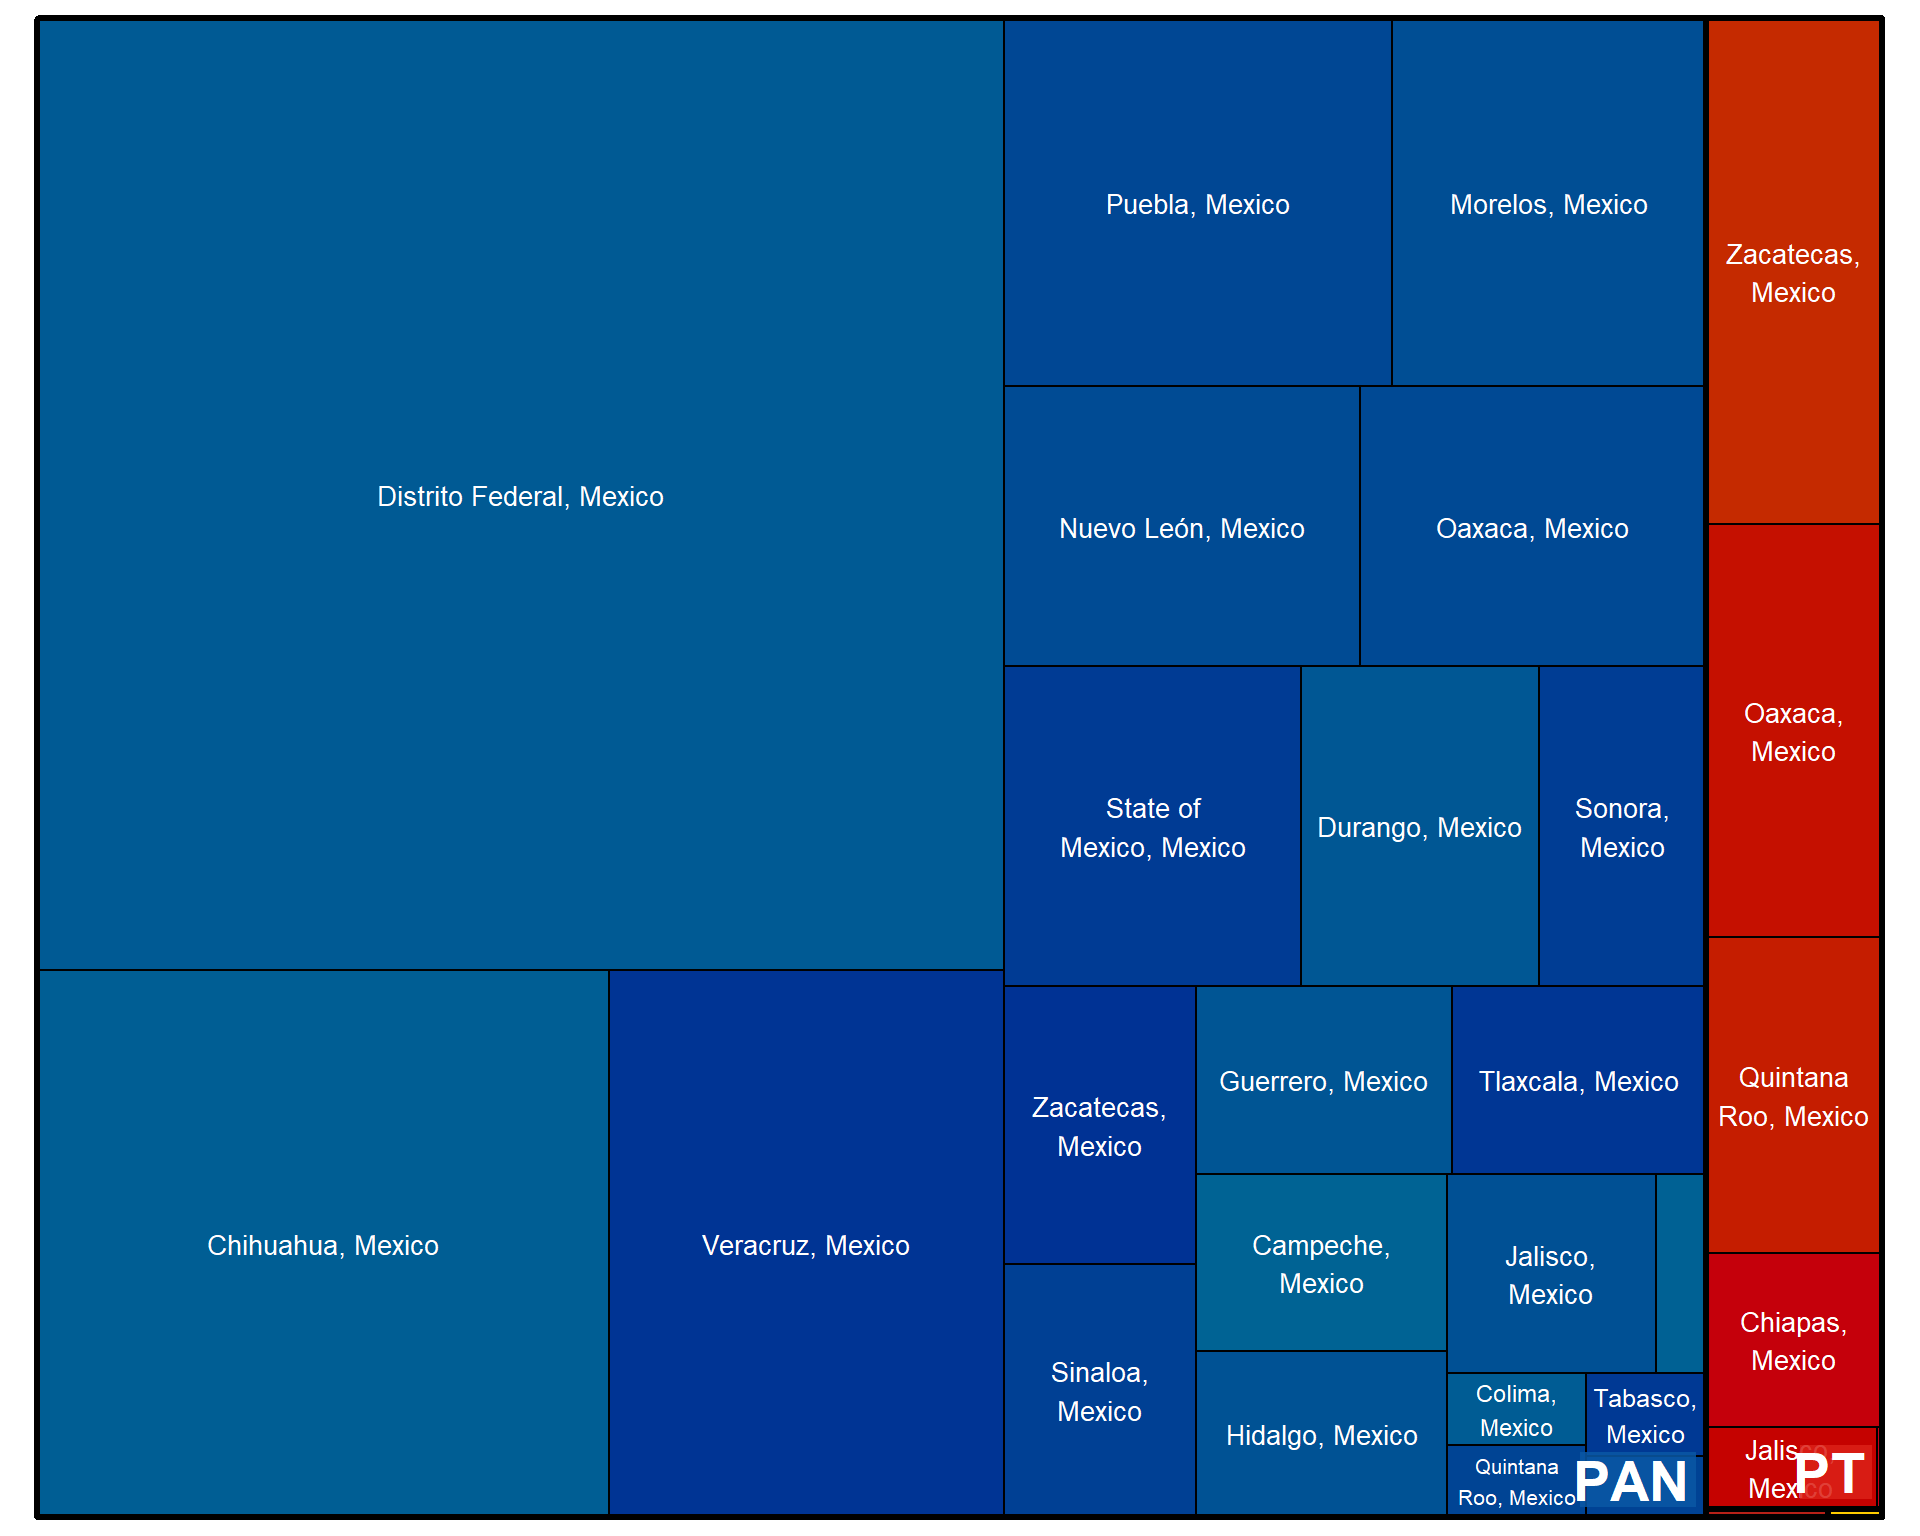 Distrito Federal, Mexico
Chihuahua, Mexico
Veracruz, Mexico
Puebla, Mexico
Morelos, Mexico
Nuevo León, Mexico
Oaxaca, Mexico
State of
Mexico, Mexico
Durango, Mexico
Sonora,
Mexico
Zacatecas,
Mexico
Guerrero, Mexico
Tlaxcala, Mexico
Sinaloa,
Mexico
Campeche,
Mexico
Jalisco,
Mexico
Hidalgo, Mexico
Colima,
Mexico
Tabasco,
Mexico
Quintana
Roo, Mexico
PAN
Zacatecas,
Mexico
Oaxaca,
Mexico
Quintana
Roo, Mexico
Chiapas,
Mexico
Jalisco,
Mexico
PT